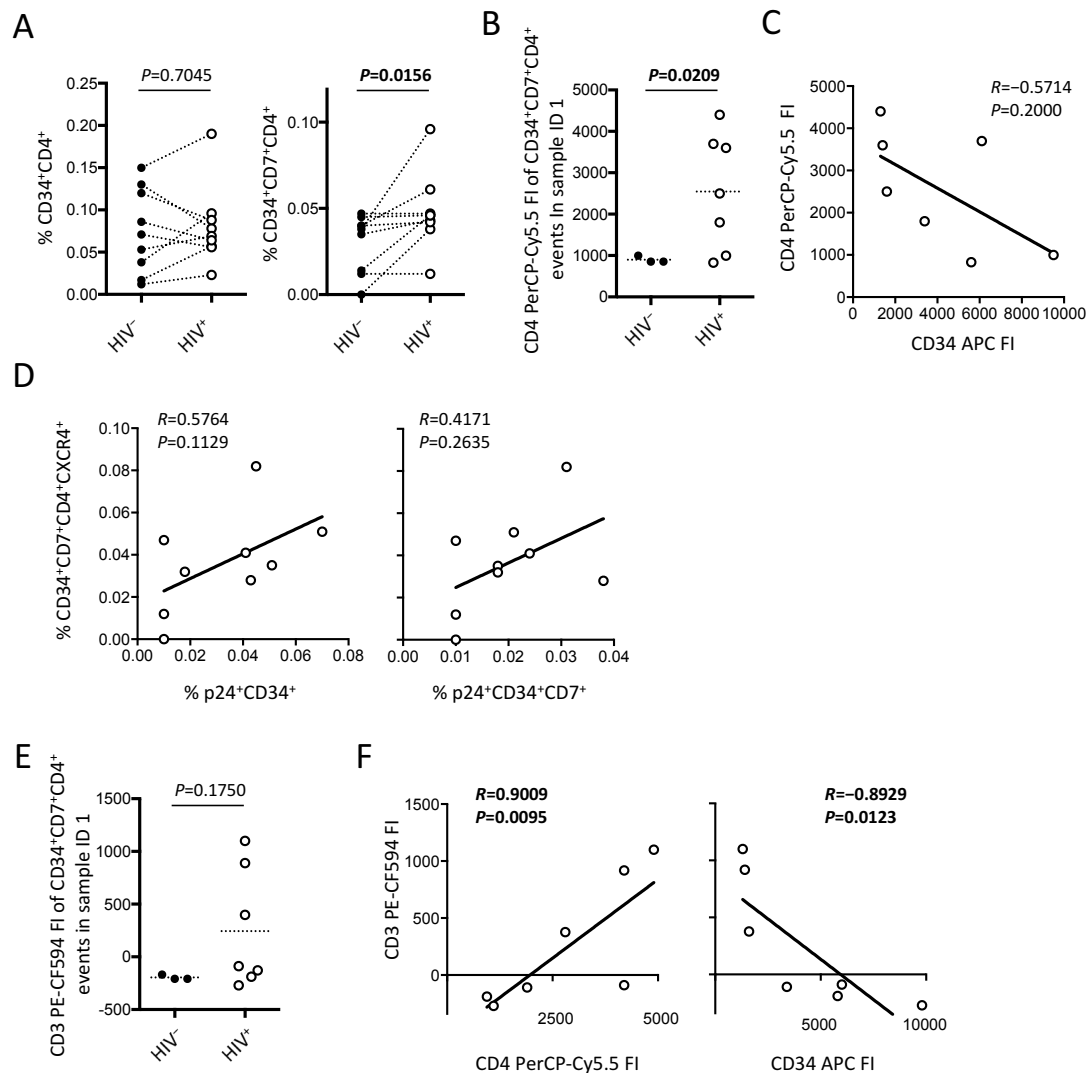 A
P=0.7045
% CD34⁺CD4⁺
0.25
0.20
0.15
0.10
0.05
0.00
HIV⁻
HIV⁺
P=0.0156
% CD34⁺CD7⁺CD4⁺
0.10
0.05
0.00
HIV⁻
HIV⁺
B
CD4 PerCP-Cy5.5 FI of CD34⁺CD7⁺CD4⁺
events In sample ID 1
P=0.0209
5000
4000
3000
2000
1000
0
HIV⁻
HIV⁺
C
R=−0.5714
P=0.2000
CD4 PerCP-Cy5.5 FI
5000
4000
3000
2000
1000
0
0
2000
4000
6000
8000
10000
CD34 APC FI
D
% CD34⁺CD7⁺CD4⁺CXCR4⁺
R=0.5764
P=0.1129
0.10
0.08
0.06
0.04
0.02
0.00
0.00
0.02
0.04
0.06
0.08
% p24⁺CD34⁺
R=0.4171
P=0.2635
0.00
0.01
0.02
0.03
0.04
% p24⁺CD34⁺CD7⁺
E
CD3 PE-CF594 FI of CD34⁺CD7⁺CD4⁺
events in sample ID 1
P=0.1750
1500
1000
500
0
-500
HIV⁻
HIV⁺
F
CD3 PE-CF594 FI
R=0.9009
P=0.0095
1500
1000
500
0
2500
5000
CD4 PerCP-Cy5.5 FI
R=−0.8929
P=0.0123
5000
10000
CD34 APC FI